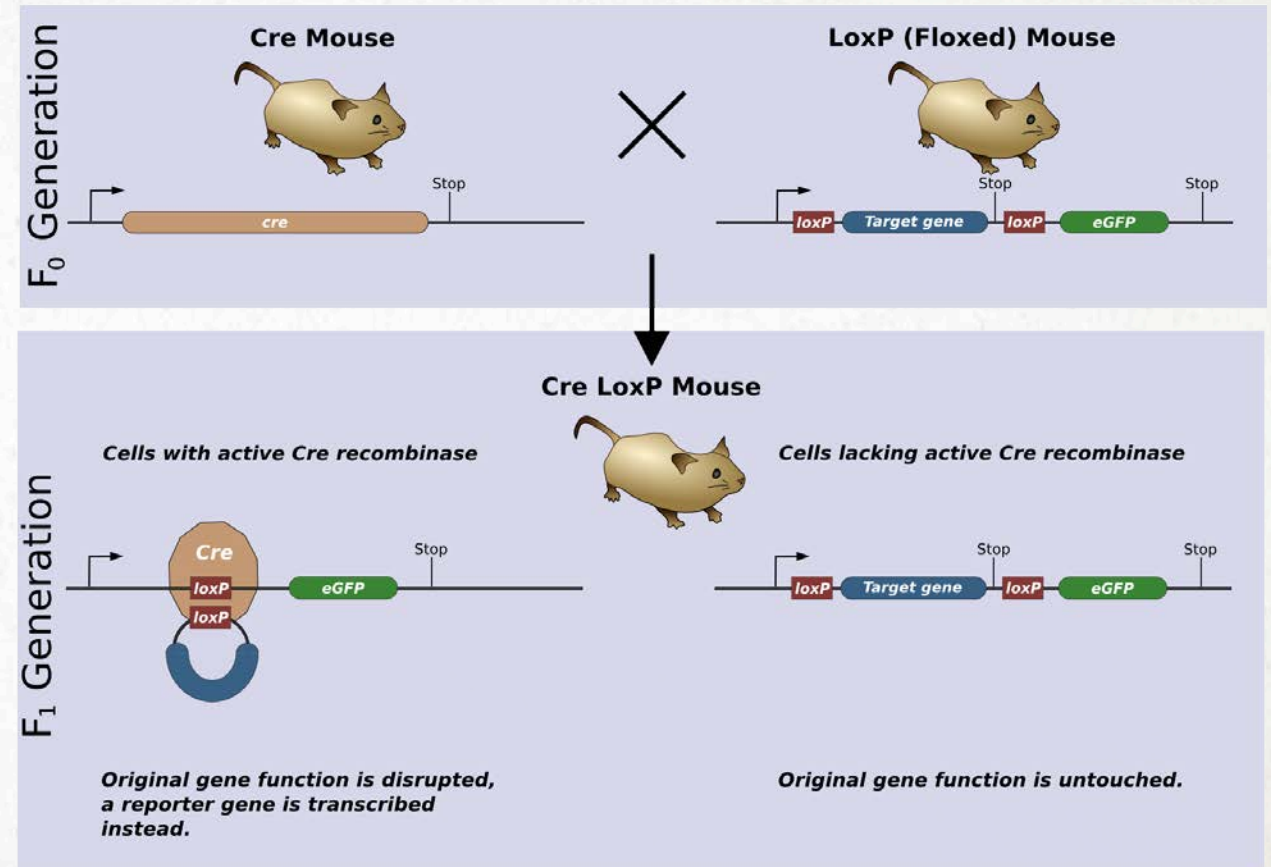 F₀ Generation
Cre Mouse
LoxP (Floxed) Mouse
Stop
cre
Stop
Stop
loxP
Target gene
loxP
eGFP
F₁ Generation
Cre LoxP Mouse
Cells with active Cre recombinase
Cells lacking active Cre recombinase
Cre
Stop
loxP
eGFP
loxP
Stop
Stop
loxP
Target gene
loxP
eGFP
Original gene function is disrupted,
a reporter gene is transcribed
instead.
Original gene function is untouched.